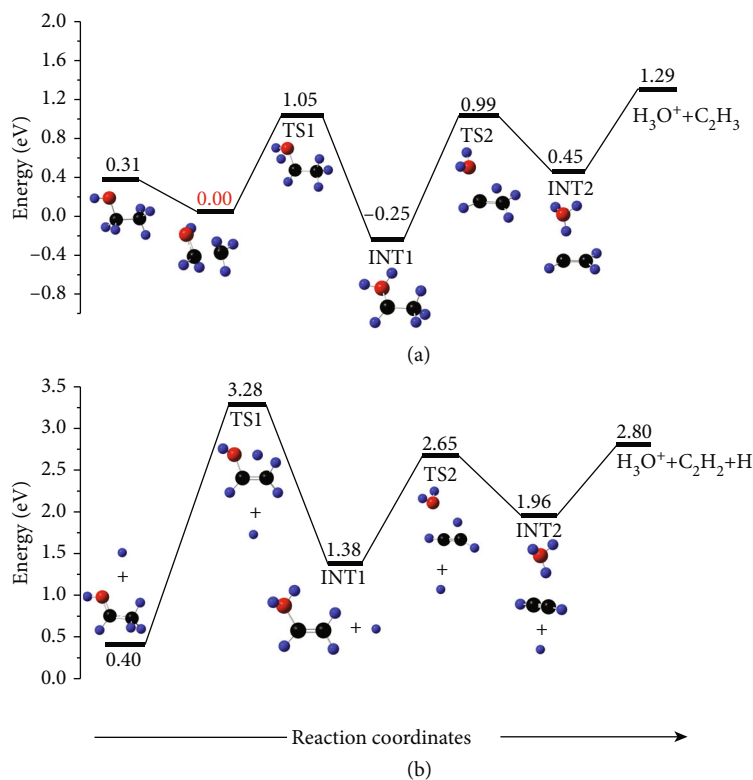 2.0
1.6
1.2
0.8
0.4
0.0
−0.4
−0.8
Energy (eV)
0.31
0.00
1.05
TS1
−0.25
INT1
0.99
TS2
0.45
INT2
1.29
H₃O⁺+C₂H₃
(a)
3.5
3.0
2.5
2.0
1.5
1.0
0.5
0.0
Energy (eV)
+
0.40
3.28
TS1
+
1.38
INT1
+
2.65
TS2
+
1.96
INT2
+
2.80
H₃O⁺+C₂H₂+H
Reaction coordinates
(b)